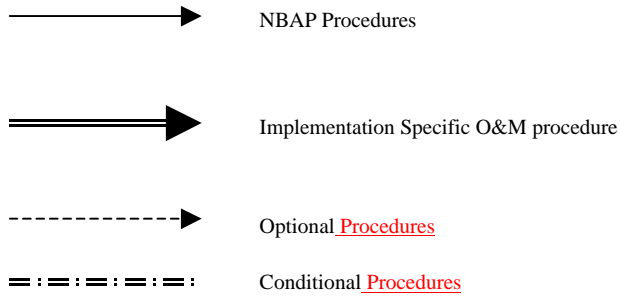 NBAP Procedures
Implementation Specific O&M procedure
Optional Procedures
Conditional Procedures